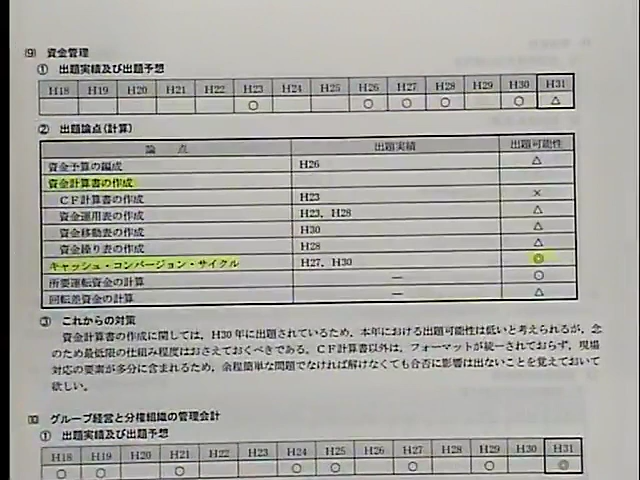 (9) 資金管理
① 出題実績及び出題予想
H18 H19 H20 H21 H22 H23 H24 H25 H26 H27 H28 H29 H30 H31
○ ○ ○ ○ ○ △
② 出題論点(計算)
論 点 出題実績 出題可能性
資金予算の編成 H26 △
資金計算書の作成
CF計算書の作成 H23 ×
資金運用表の作成 H23, H28 △
資金移動表の作成 H30 △
資金繰り表の作成 H28 △
キャッシュ・コンバージョン・サイクル H27, H30 ◎
所要運転資金の計算 ― ○
回転差資金の計算 ― △
③ これからの対策
資金計算書の作成に関しては，H30年に出題されているため，本年における出題可能性は低いと考えられるが，念
のため最低限の仕組み程度はおさえておくべきである。CF計算書以外は，フォーマットが統一されておらず，現場
対応の要素が多分に含まれるため，余程簡単な問題でなければ解けなくても合否に影響は出ないことを覚えておいて
欲しい。
(10) グループ経営と分権組織の管理会計
① 出題実績及び出題予想
H18 H19 H20 H21 H22 H23 H24 H25 H26 H27 H28 H29 H30 H31
○ ○ ○ ○ ○ ○ ○ ◎